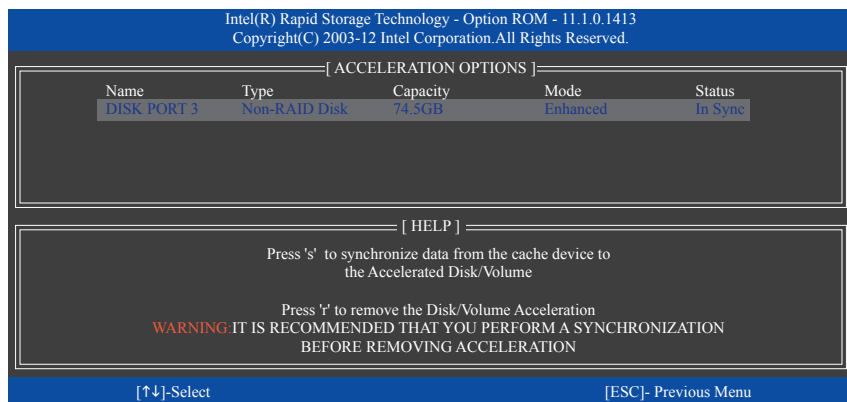 Intel(R) Rapid Storage Technology - Option ROM - 11.1.0.1413
Copyright(C) 2003-12 Intel Corporation.All Rights Reserved.
[ ACCELERATION OPTIONS ]
Name Type Capacity Mode Status
DISK PORT 3 Non-RAID Disk 74.5GB Enhanced In Sync
[ HELP ]
Press 's' to synchronize data from the cache device to
the Accelerated Disk/Volume
Press 'r' to remove the Disk/Volume Acceleration
WARNING:IT IS RECOMMENDED THAT YOU PERFORM A SYNCHRONIZATION
BEFORE REMOVING ACCELERATION
[↑↓]-Select [ESC]- Previous Menu